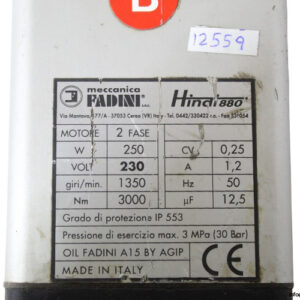 B
12559
meccanica
FADINI s.n.c.
Hindi 880
Via Mantova, 177/A - 37053 Cerea (VR) Italy - Tel. 0442/330422 r.a. - Fax 331054
MOTORE 2 FASE
W 250 CV 0,25
VOLT 230 A 1,2
giri/min. 1350 Hz 50
Nm 3000 µF 12,5
Grado di protezione IP 553
Pressione di esercizio max. 3 MPa (30 Bar)
OIL FADINI A15 BY AGIP
MADE IN ITALY
CE